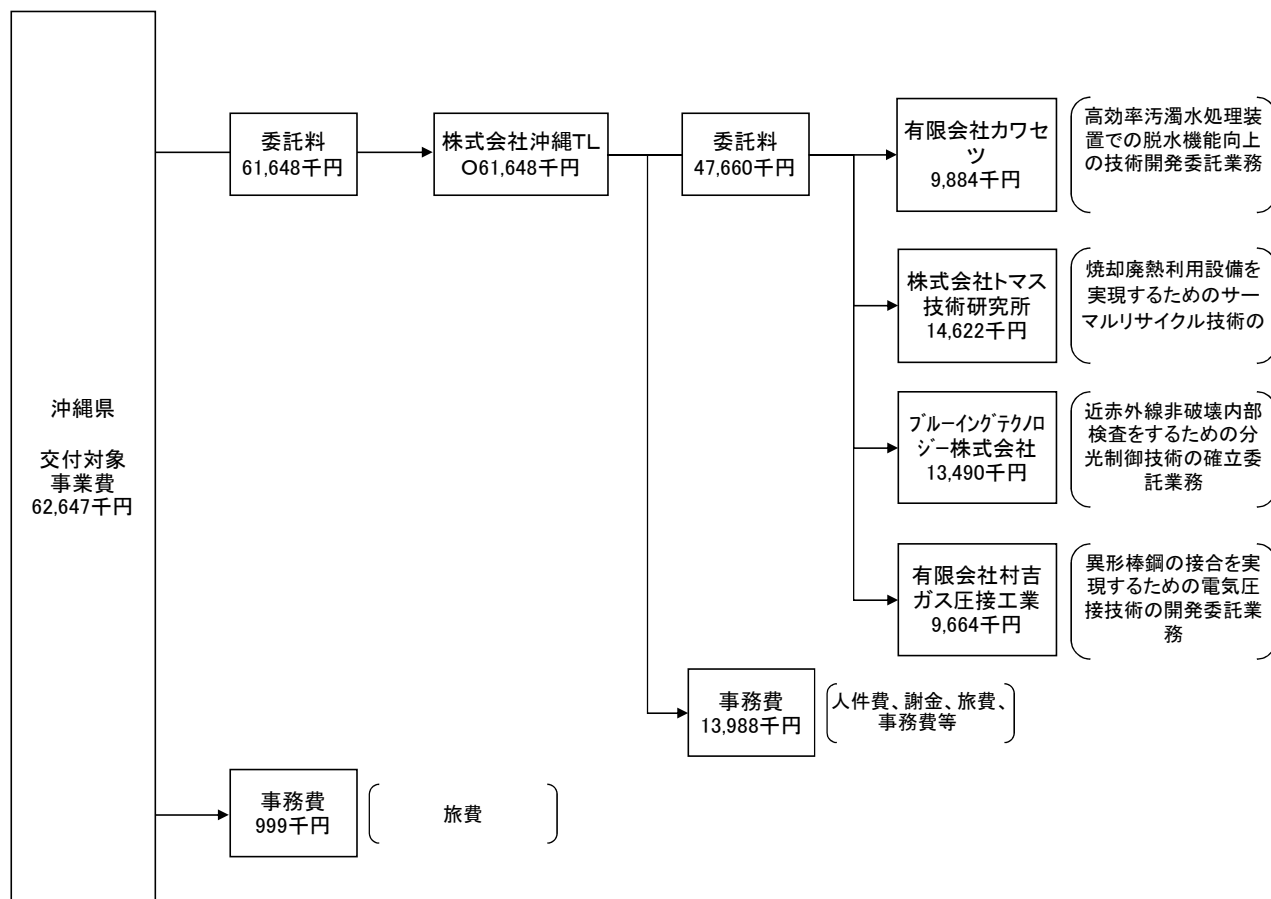 沖縄県
交付対象
事業費
62,647千円
委託料
61,648千円
株式会社沖縄TL
O61,648千円
委託料
47,660千円
有限会社カワセ
ツ
9,884千円
高効率汚濁水処理装
置での脱水機能向上
の技術開発委託業務
株式会社トマス
技術研究所
14,622千円
焼却廃熱利用設備を
実現するためのサー
マルリサイクル技術の
ブルーイングテクノロ
ジー株式会社
13,490千円
近赤外線非破壊内部
検査をするための分
光制御技術の確立委
託業務
有限会社村吉
ガス圧接工業
9,664千円
異形棒鋼の接合を実
現するための電気圧
接技術の開発委託業
務
事務費
13,988千円
人件費、謝金、旅費、
事務費等
事務費
999千円
旅費